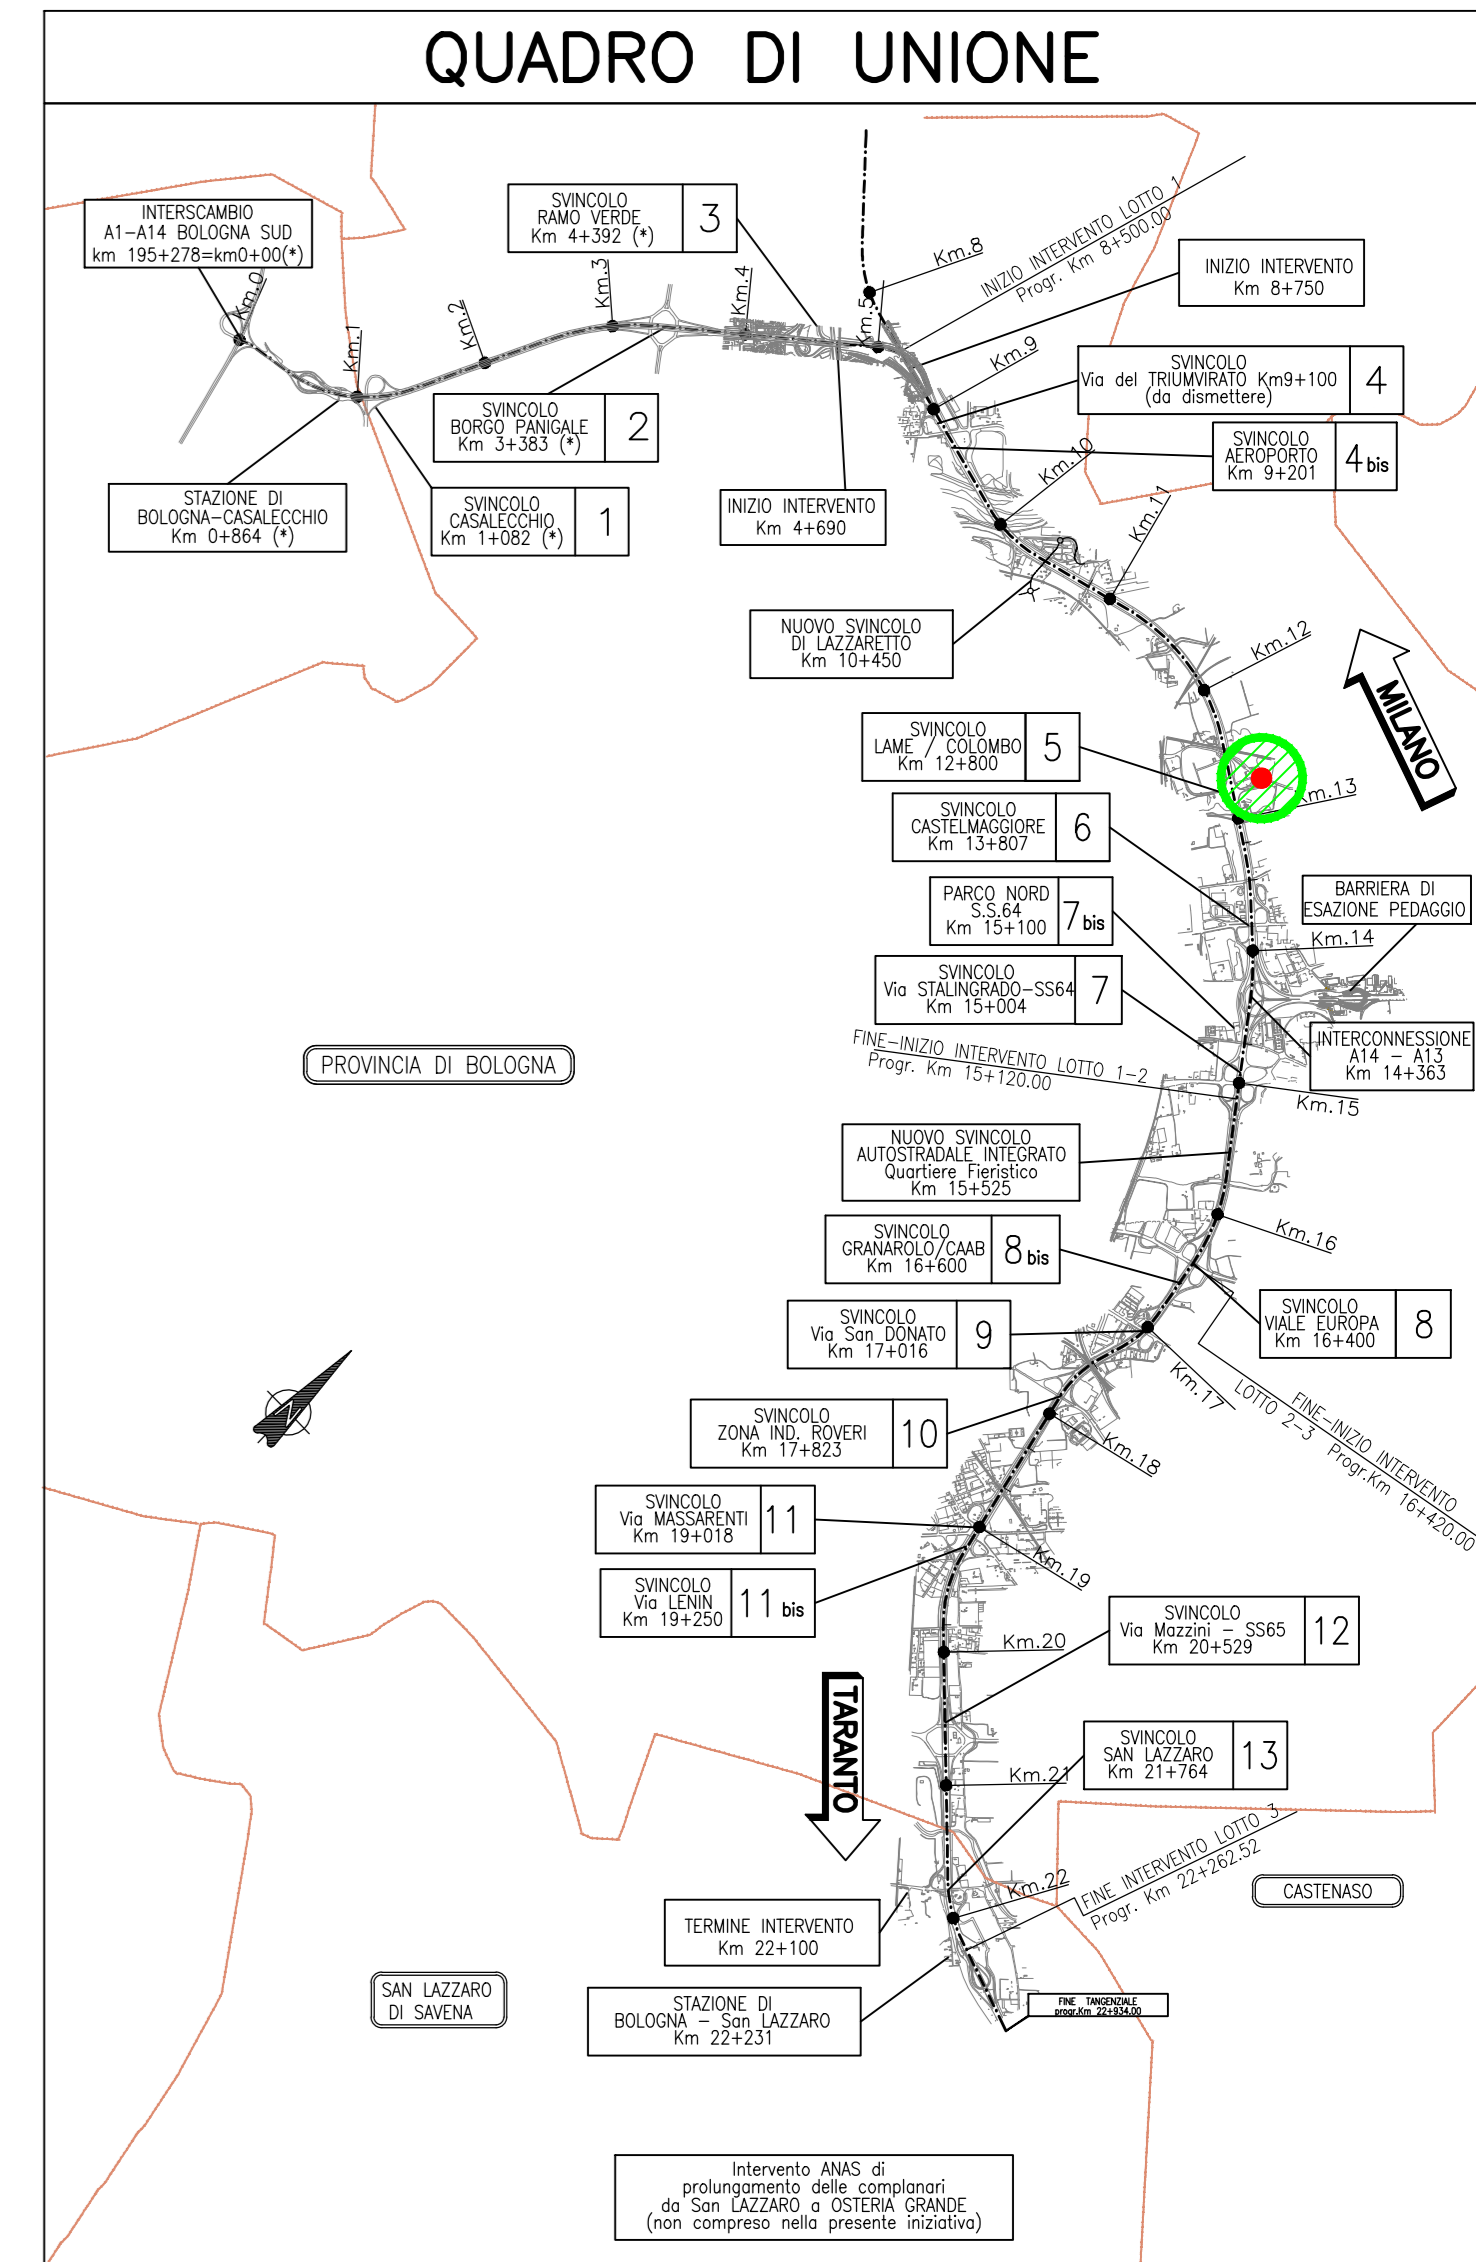 QUADRO DI UNIONE
INTERSCAMBIO
A1-A14 BOLOGNA SUD
km 195+278=km0+00(*)
SVINCOLO
RAMO VERDE
Km 4+392 (*)
3
INIZIO INTERVENTO LOTTO 1
Progr. Km 8+500.00
INIZIO INTERVENTO
Km 8+750
Km.0
Km.1
Km.2
Km.3
Km.4
Km.5
Km.8
Km.9
SVINCOLO
Via del TRIUMVIRATO Km9+100
(da dismettere)
4
SVINCOLO
BORGO PANIGALE
Km 3+383 (*)
2
SVINCOLO
AEROPORTO
Km 9+201
4 bis
STAZIONE DI
BOLOGNA-CASALECCHIO
Km 0+864 (*)
SVINCOLO
CASALECCHIO
Km 1+082 (*)
1
INIZIO INTERVENTO
Km 4+690
Km.10
Km.11
NUOVO SVINCOLO
DI LAZZARETTO
Km 10+450
Km.12
MILANO
SVINCOLO
LAME / COLOMBO
Km 12+800
5
Km.13
SVINCOLO
CASTELMAGGIORE
Km 13+807
6
PARCO NORD
S.S.64
Km 15+100
7 bis
BARRIERA DI
ESAZIONE PEDAGGIO
Km.14
SVINCOLO
Via STALINGRADO-SS64
Km 15+004
7
INTERCONNESSIONE
A14 - A13
Km 14+363
FINE-INIZIO INTERVENTO LOTTO 1-2
Progr. Km 15+120.00
PROVINCIA DI BOLOGNA
Km.15
NUOVO SVINCOLO
AUTOSTRADALE INTEGRATO
Quartiere Fieristico
Km 15+525
Km.16
SVINCOLO
GRANAROLO/CAAB
Km 16+600
8 bis
SVINCOLO
VIALE EUROPA
Km 16+400
8
SVINCOLO
Via San DONATO
Km 17+016
9
Km.17
FINE-INIZIO INTERVENTO
LOTTO 2-3 Progr.Km 16+420.00
SVINCOLO
ZONA IND. ROVERI
Km 17+823
10
Km.18
SVINCOLO
Via MASSARENTI
Km 19+018
11
Km.19
SVINCOLO
Via LENIN
Km 19+250
11 bis
SVINCOLO
Via Mazzini - SS65
Km 20+529
12
Km.20
TARANTO
SVINCOLO
SAN LAZZARO
Km 21+764
13
Km.21
FINE INTERVENTO LOTTO 3
Progr. Km 22+262.52
Km.22
CASTENASO
TERMINE INTERVENTO
Km 22+100
SAN LAZZARO
DI SAVENA
STAZIONE DI
BOLOGNA - San LAZZARO
Km 22+231
FINE TANGENZIALE
progr.Km 22+934.00
Intervento ANAS di
prolungamento delle complanari
da San LAZZARO a OSTERIA GRANDE
(non compreso nella presente iniziativa)